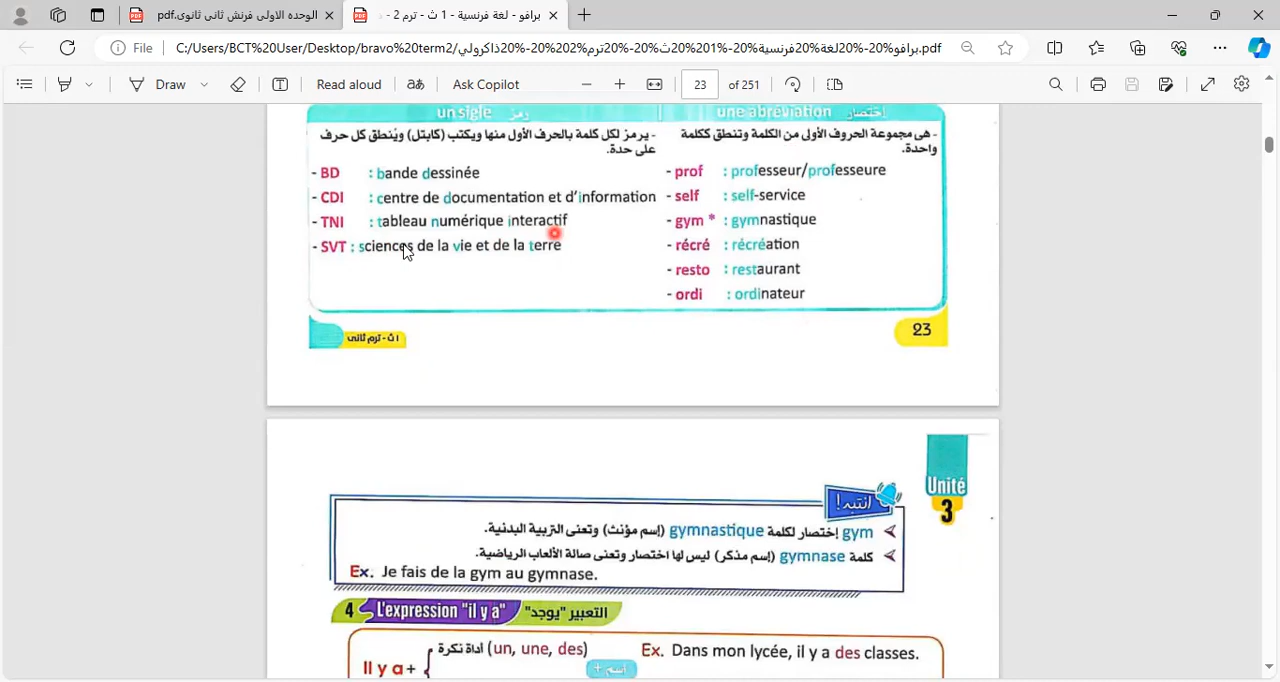 الوحده الاولى فرنش ثانى ثانوى.pdf
برافو - لغة فرنسية - 1 ث - ترم 2 -
File
C:/Users/BCT%20User/Desktop/bravo%20term2/برافو%20-%20لغة%20فرنسية%20-%201%20ث%20-%20ترم%202%20-%20ذاكرولي.pdf
Draw
Read aloud
aあ
Ask Copilot
23 of 251
un sigle رمز
une abréviation إختصار
- يرمز لكل كلمة بالحرف الأول منها ويكتب (كابتل) ويُنطق كل حرف على حدة.
- BD : bande dessinée
- CDI : centre de documentation et d'information
- TNI : tableau numérique interactif
- SVT : sciences de la vie et de la terre
- هى مجموعة الحروف الأولى من الكلمة وتنطق ككلمة واحدة.
- prof : professeur/professeure
- self : self-service
- gym * : gymnastique
- récré : récréation
- resto : restaurant
- ordi : ordinateur
١ ث - ترم ثانى
23
Unité
3
انتبه!
gym إختصار لكلمة gymnastique (إسم مؤنث) وتعنى التربية البدنية.
كلمة gymnase (إسم مذكر) ليس لها اختصار وتعنى صالة الألعاب الرياضية.
Ex. Je fais de la gym au gymnase.
4 L'expression "il y a" التعبير "يوجد"
اداة نكرة (un, une, des)
Ex. Dans mon lycée, il y a des classes.
Il y a +
+ اسم